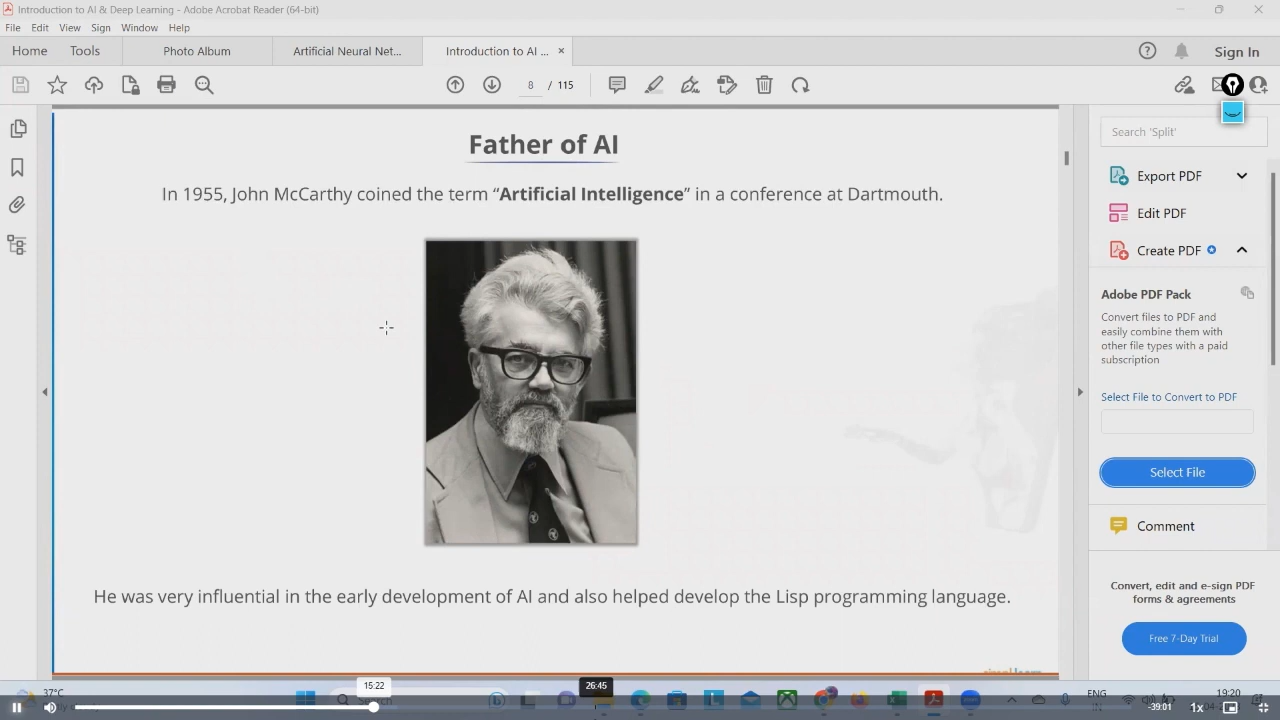 Introduction to AI & Deep Learning - Adobe Acrobat Reader (64-bit)
File Edit View Sign Window Help
Home Tools Photo Album Artificial Neural Net... Introduction to AI ... × Sign In
8 / 115
Father of AI
In 1955, John McCarthy coined the term “Artificial Intelligence” in a conference at Dartmouth.
He was very influential in the early development of AI and also helped develop the Lisp programming language.
Search 'Split'
Export PDF
Edit PDF
Create PDF
Adobe PDF Pack
Convert files to PDF and
easily combine them with
other file types with a paid
subscription
Select File to Convert to PDF
Select File
Comment
Convert, edit and e-sign PDF
forms & agreements
Free 7-Day Trial
15:22
26:45
37°C
Search
ENG
IN
19:20
-39:01
1x